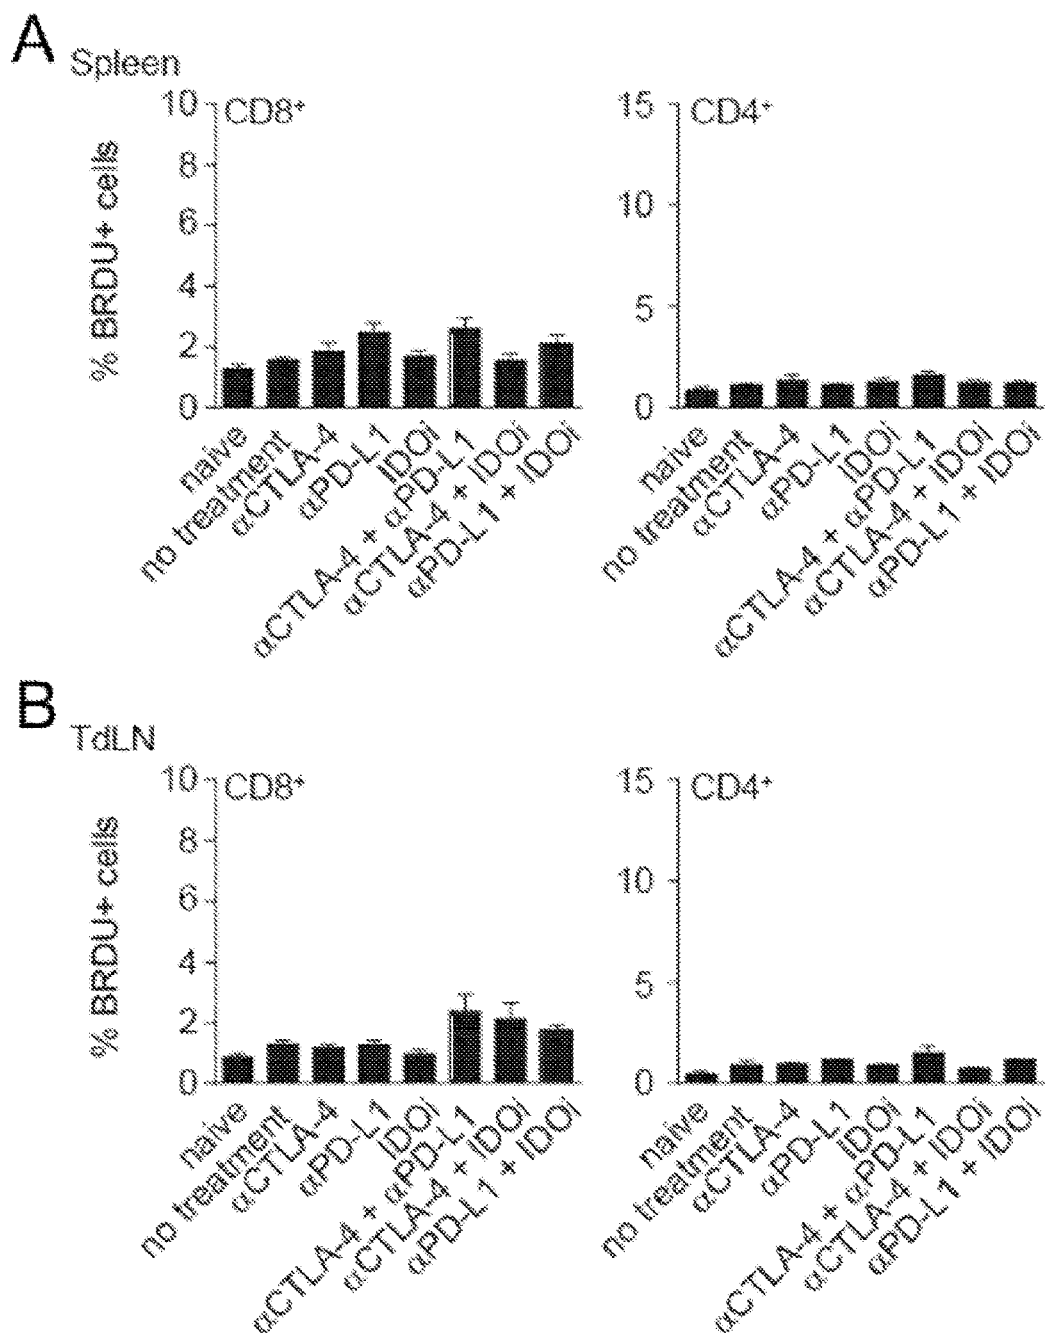 A
Spleen
% BRDU+ cells
10
8
6
4
2
0
CD8+
naive
no treatment
αCTLA-4
αPD-L1
IDOi
αCTLA-4 + αPD-L1
αCTLA-4 + IDOi
αPD-L1 + IDOi
15
10
5
0
CD4+
naive
no treatment
αCTLA-4
αPD-L1
IDOi
αCTLA-4 + αPD-L1
αCTLA-4 + IDOi
αPD-L1 + IDOi
B
TdLN
% BRDU+ cells
10
8
6
4
2
0
CD8+
naive
no treatment
αCTLA-4
αPD-L1
IDOi
αCTLA-4 + αPD-L1
αCTLA-4 + IDOi
αPD-L1 + IDOi
15
10
5
0
CD4+
naive
no treatment
αCTLA-4
αPD-L1
IDOi
αCTLA-4 + αPD-L1
αCTLA-4 + IDOi
αPD-L1 + IDOi